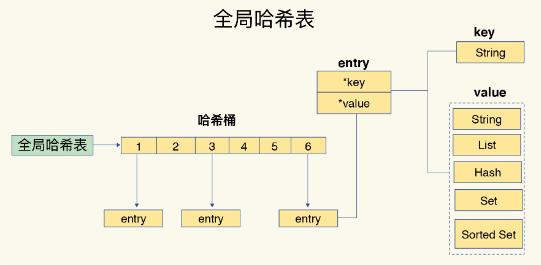 全局哈希表
key
String
entry
*key
*value
value
String
List
Hash
Set
Sorted Set
哈希桶
全局哈希表
1 2 3 4 5 6
entry entry entry